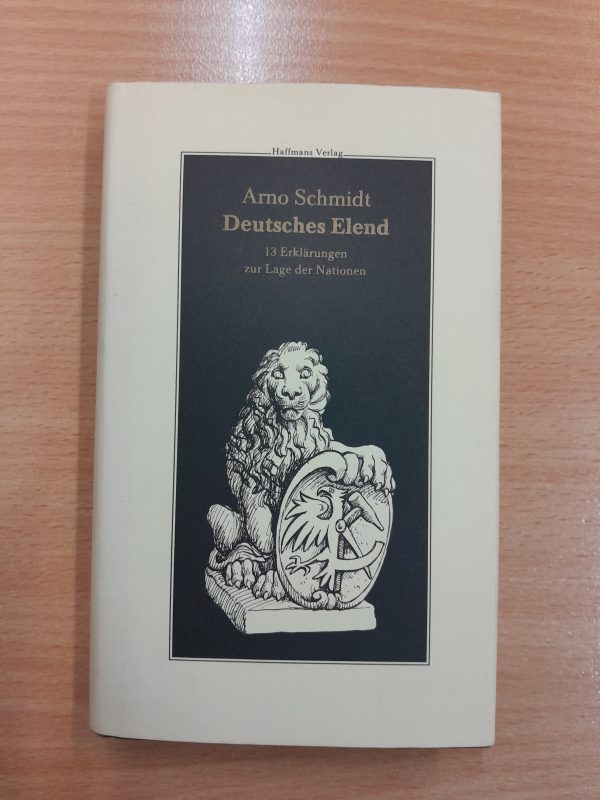 Haffmans Verlag
Arno Schmidt
Deutsches Elend
13 Erklärungen
zur Lage der Nationen